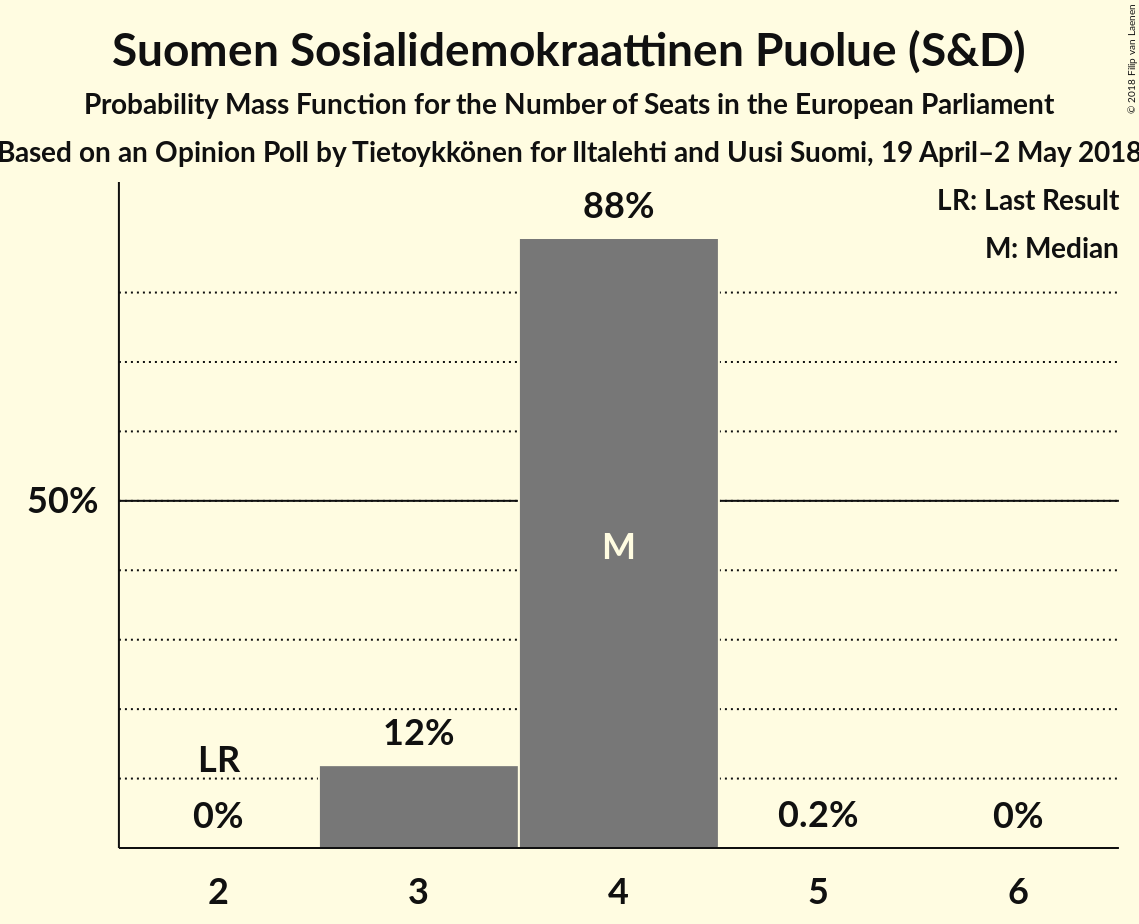 Suomen Sosialidemokraattinen Puolue (S&D)
Probability Mass Function for the Number of Seats in the European Parliament
Based on an Opinion Poll by Tietoykkönen for Iltalehti and Uusi Suomi, 19 April–2 May 2018
© 2018 Filip van Laenen
LR: Last Result
M: Median
88%
50%
M
12%
LR
0%
0.2%
0%
2 3 4 5 6